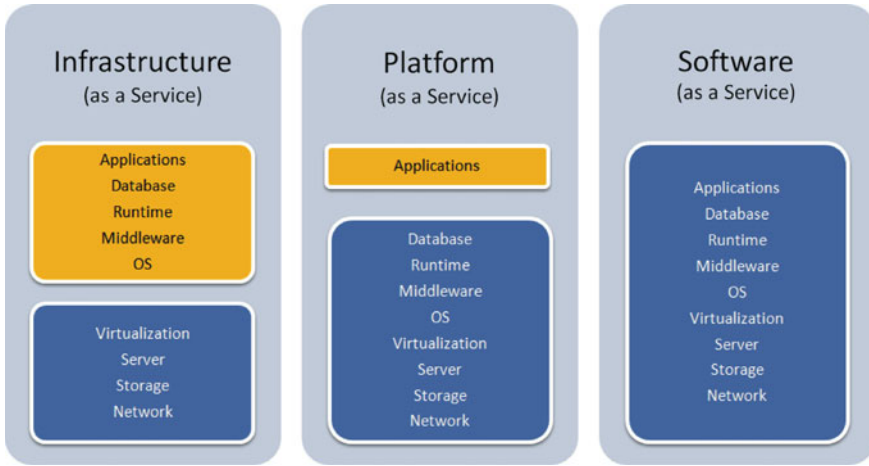 Infrastructure
(as a Service)
Applications
Database
Runtime
Middleware
OS
Virtualization
Server
Storage
Network
Platform
(as a Service)
Applications
Database
Runtime
Middleware
OS
Virtualization
Server
Storage
Network
Software
(as a Service)
Applications
Database
Runtime
Middleware
OS
Virtualization
Server
Storage
Network